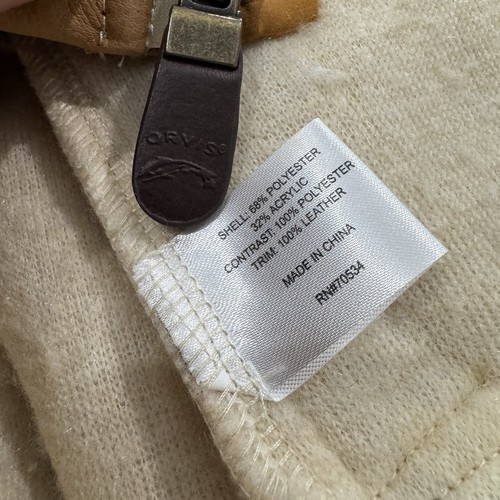 ORVIS®
SHELL: 68% POLYESTER
32% ACRYLIC
CONTRAST: 100% POLYESTER
TRIM: 100% LEATHER
MADE IN CHINA
RN#70534